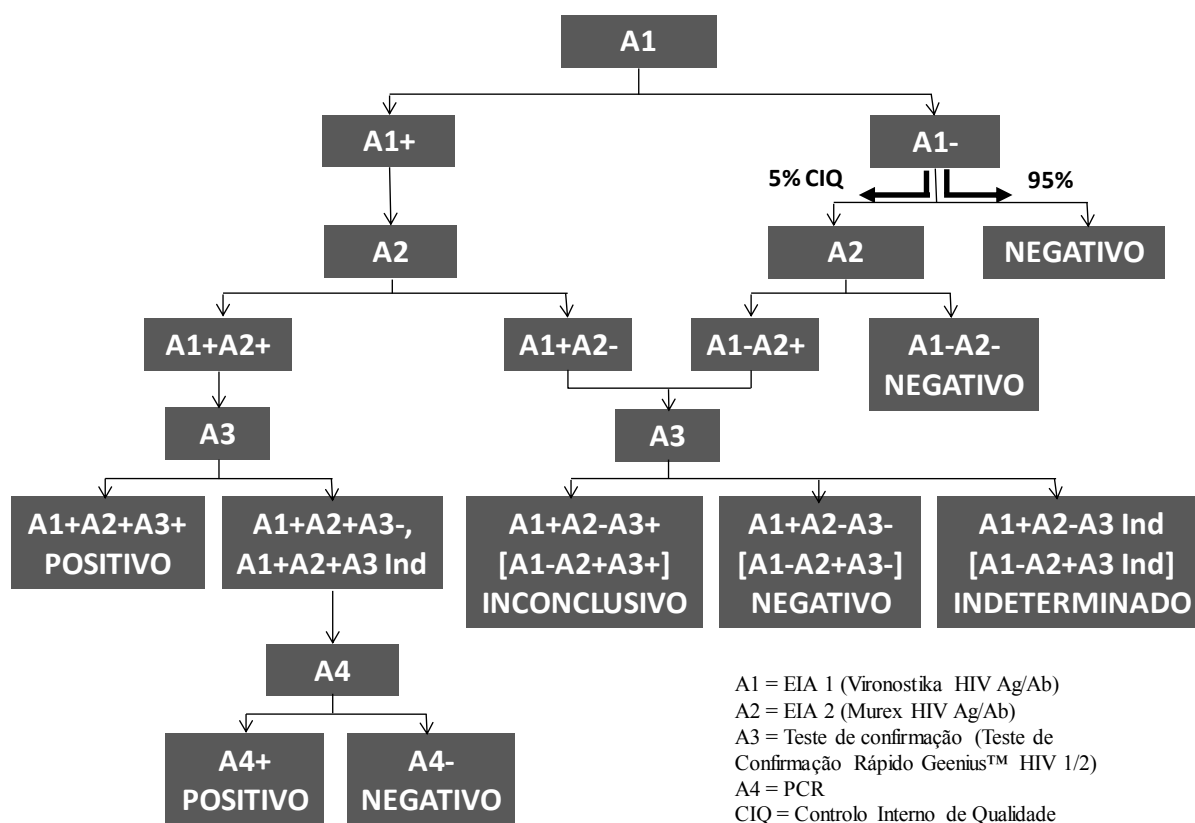 A1
A1+
A1-
5% CIQ
95%
A2
A2
NEGATIVO
A1+A2+
A1+A2-
A1-A2+
A1-A2-
NEGATIVO
A3
A3
A1+A2+A3+
POSITIVO
A1+A2+A3-,
A1+A2+A3 Ind
A1+A2-A3+
[A1-A2+A3+]
INCONCLUSIVO
A1+A2-A3-
[A1-A2+A3-]
NEGATIVO
A1+A2-A3 Ind
[A1-A2+A3 Ind]
INDETERMINADO
A4
A4+
POSITIVO
A4-
NEGATIVO
A1 = EIA 1 (Vironostika HIV Ag/Ab)
A2 = EIA 2 (Murex HIV Ag/Ab)
A3 = Teste de confirmação (Teste de
Confirmação Rápido Geenius™ HIV 1/2)
A4 = PCR
CIQ = Controlo Interno de Qualidade